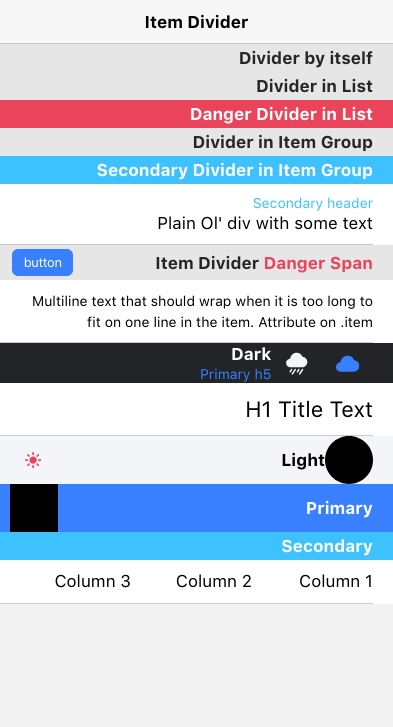 Item Divider
Divider by itself
Divider in List
Danger Divider in List
Divider in Item Group
Secondary Divider in Item Group
Secondary header
Plain Ol' div with some text
button
Item Divider Danger Span
Multiline text that should wrap when it is too long to
fit on one line in the item. Attribute on .item
Dark
Primary h5
H1 Title Text
Light
Primary
Secondary
Column 3 Column 2 Column 1